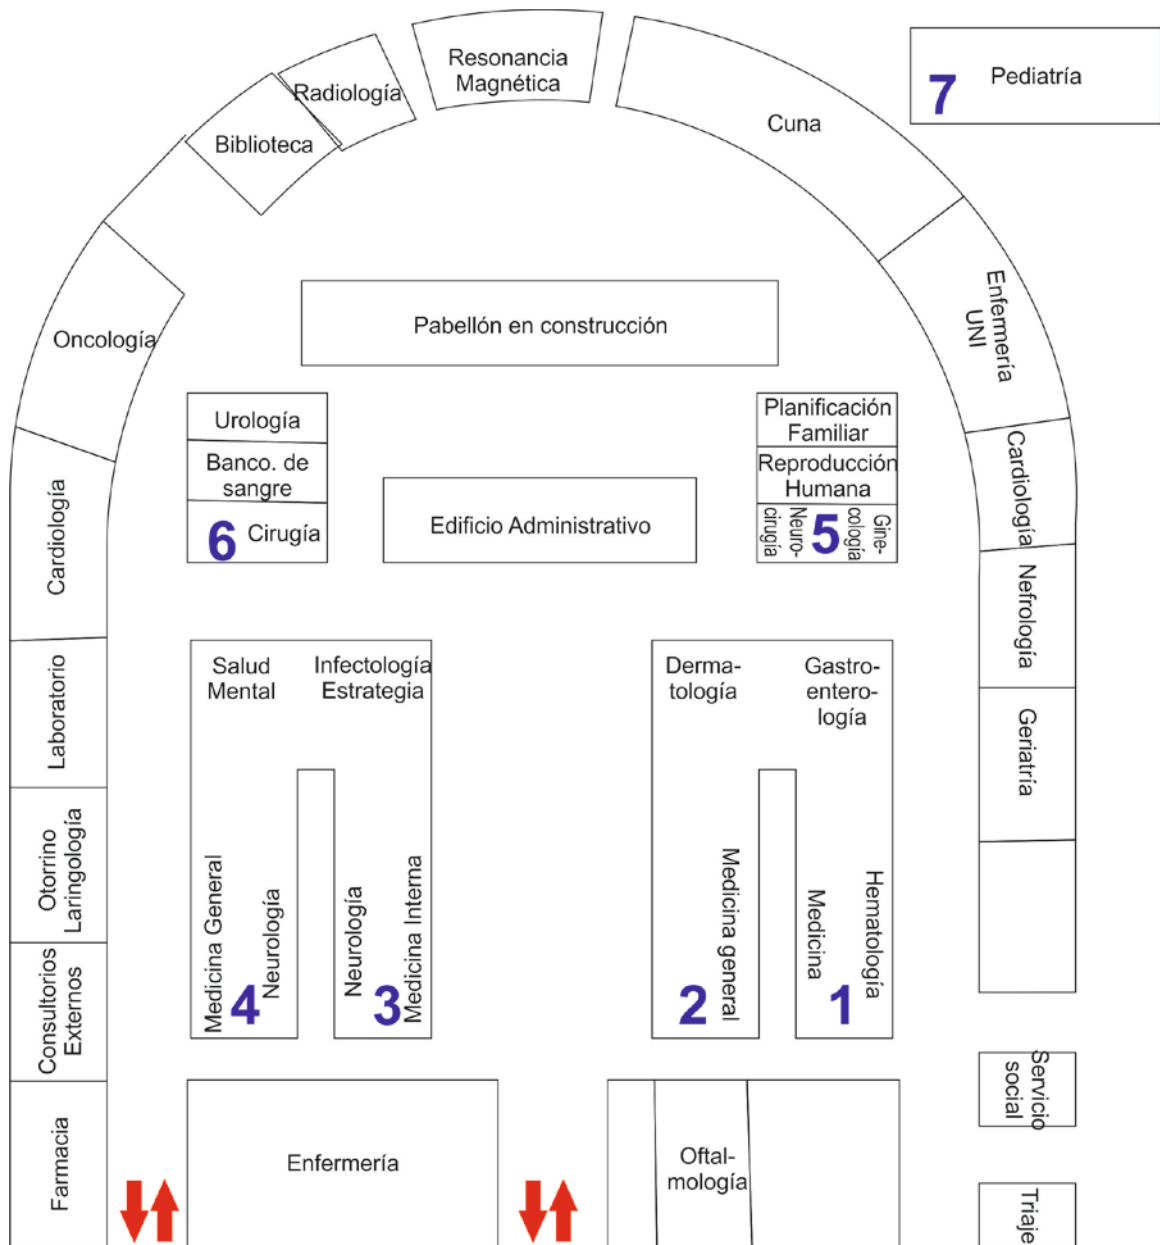 Resonancia
Magnética
Radiología
Biblioteca
Cuna
7
Pediatría
Oncología
Enfermería
UNI
Pabellón en construcción
Urología
Banco. de
sangre
6
Cirugía
Edificio Administrativo
Planificación
Familiar
Reproducción
Humana
Neuro-
cirugía
5
Gine-
cología
Cardiología
Cardiología
Nefrología
Geriatría
Laboratorio
Otorrino
Laringología
Consultorios
Externos
Farmacia
Salud
Mental
Infectología
Estrategia
Medicina General
4
Neurología
Neurología
3
Medicina Interna
Derma-
tología
Gastro-
entero-
logía
2
Medicina general
Medicina
1
Hematología
Enfermería
Oftal-
mología
Servicio
social
Triaje